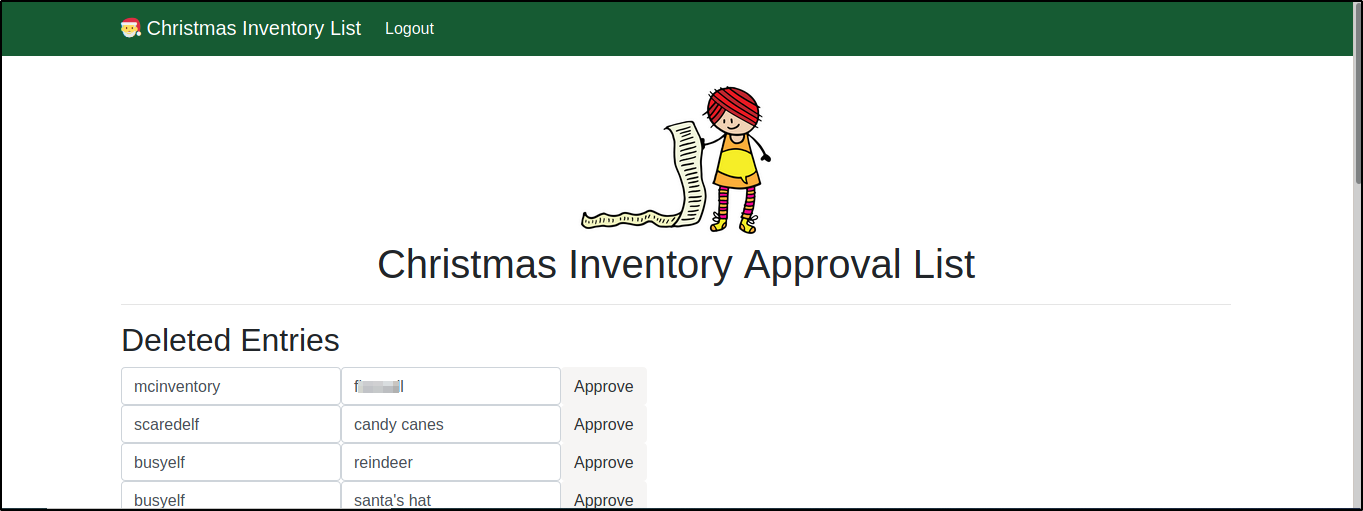 Christmas Inventory List Logout
Christmas Inventory Approval List
Deleted Entries
mcinventory Approve
scaredelf candy canes Approve
busyelf reindeer Approve
busyelf santa's hat Approve